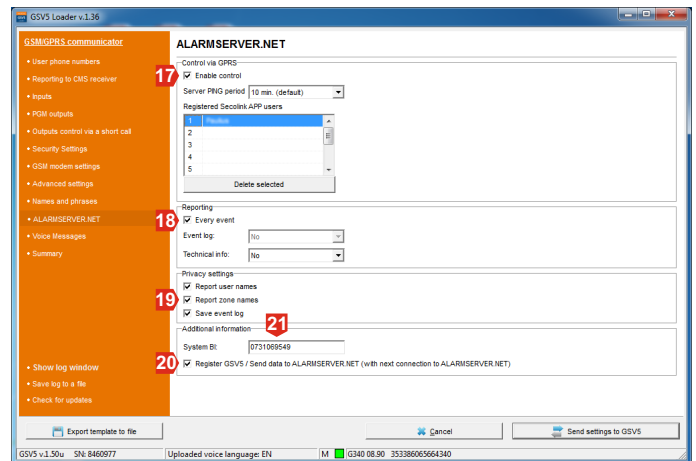 GSV5 Loader v.1.36
GSM/GPRS communicator
• User phone numbers
• Reporting to CMS receiver
• Inputs
• PGM outputs
• Outputs control via a short call
• Security Settings
• GSM modem settings
• Advanced settings
• Names and phrases
• ALARMSERVER.NET
• Voice Messages
• Summary
• Show log window
• Save log to a file
• Check for updates
ALARMSERVER.NET
Control via GPRS
17 Enable control
Server PING period 10 min. (default)
Registered Secolink APP users
1
2
3
4
5
Delete selected
Reporting
18 Every event
Event log: No
Technical info: No
Privacy settings
Report user names
19 Report zone names
Save event log
21
Additional information
System BI: 0731069549
20 Register GSV5 / Send data to ALARMSERVER.NET (with next connection to ALARMSERVER.NET)
Export template to file
Cancel
Send settings to GSV5
GSV5 v.1.50u SN: 8460977 Uploaded voice language: EN M G340 08.90 353386065664340